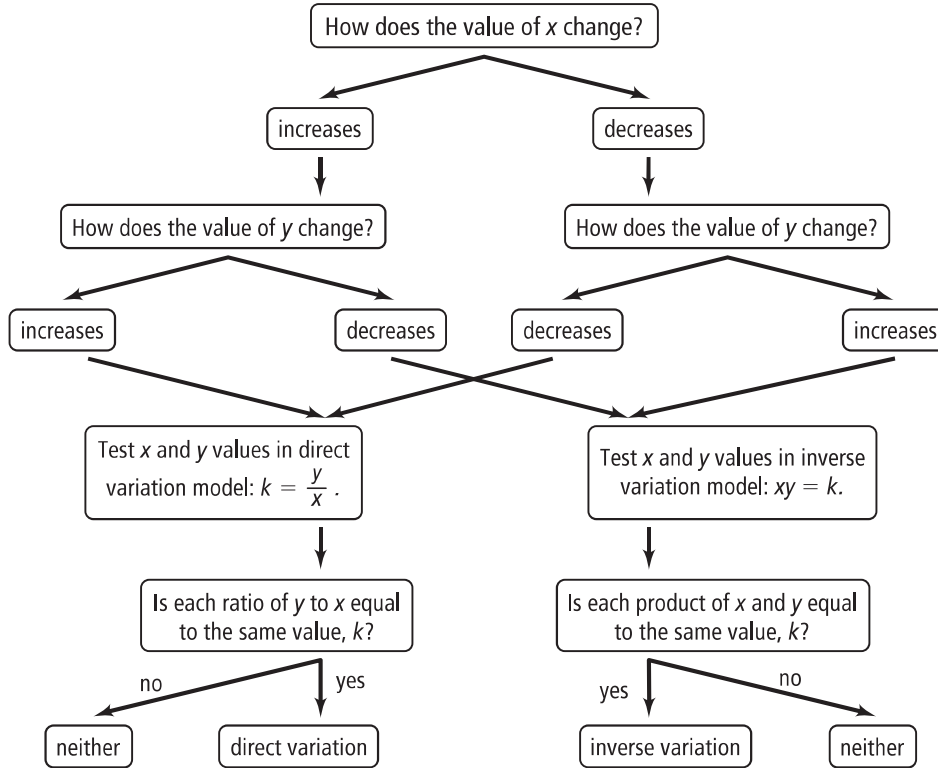 How does the value of x change?
increases
decreases
How does the value of y change?
How does the value of y change?
increases
decreases
decreases
increases
Test x and y values in direct
variation model: k = y/x .
Test x and y values in inverse
variation model: xy = k.
Is each ratio of y to x equal
to the same value, k?
Is each product of x and y equal
to the same value, k?
no
yes
yes
no
neither
direct variation
inverse variation
neither